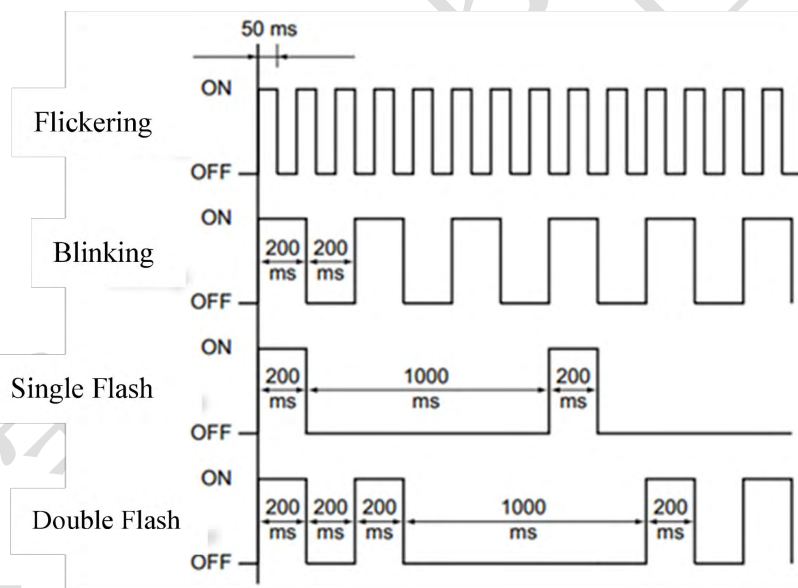 50 ms
ON
Flickering
OFF
ON
200 200
Blinking
ms ms
OFF
ON
200 1000 200
Single Flash
ms ms ms
OFF
ON
200 200 200 1000 200
Double Flash
ms ms ms ms ms
OFF